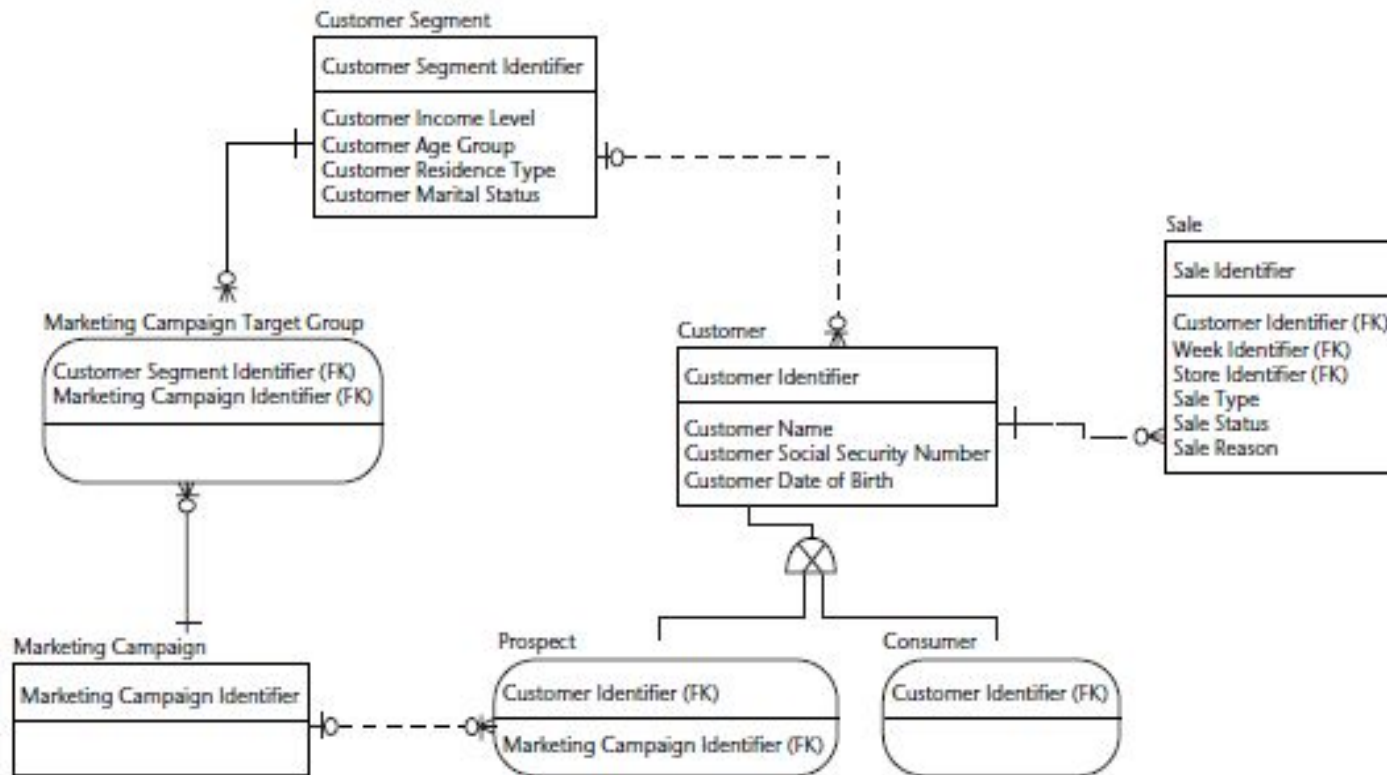 Customer Segment
Customer Segment Identifier
Customer Income Level
Customer Age Group
Customer Residence Type
Customer Marital Status
Sale
Sale Identifier
Customer Identifier (FK)
Week Identifier (FK)
Store Identifier (FK)
Sale Type
Sale Status
Sale Reason
Marketing Campaign Target Group
Customer Segment Identifier (FK)
Marketing Campaign Identifier (FK)
Customer
Customer Identifier
Customer Name
Customer Social Security Number
Customer Date of Birth
Marketing Campaign
Marketing Campaign Identifier
Prospect
Customer Identifier (FK)
Marketing Campaign Identifier (FK)
Consumer
Customer Identifier (FK)